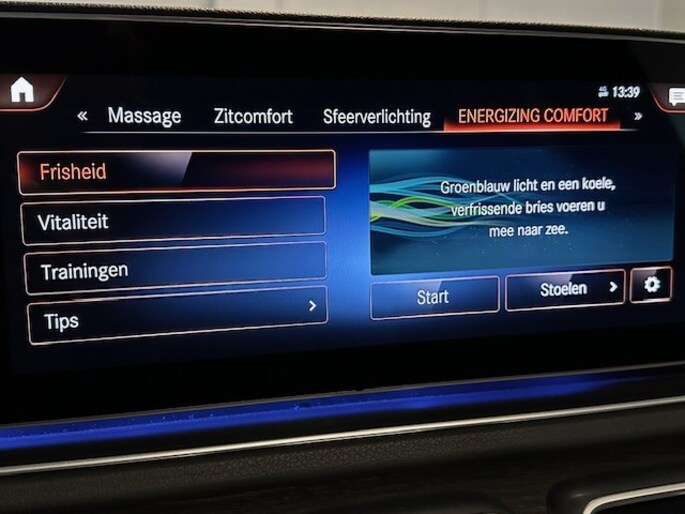 13:39
« Massage Zitcomfort Sfeerverlichting ENERGIZING COMFORT »
Frisheid
Vitaliteit
Trainingen
Tips >
Groenblauw licht en een koele,
verfrissende bries voeren u
mee naar zee.
Start
Stoelen >